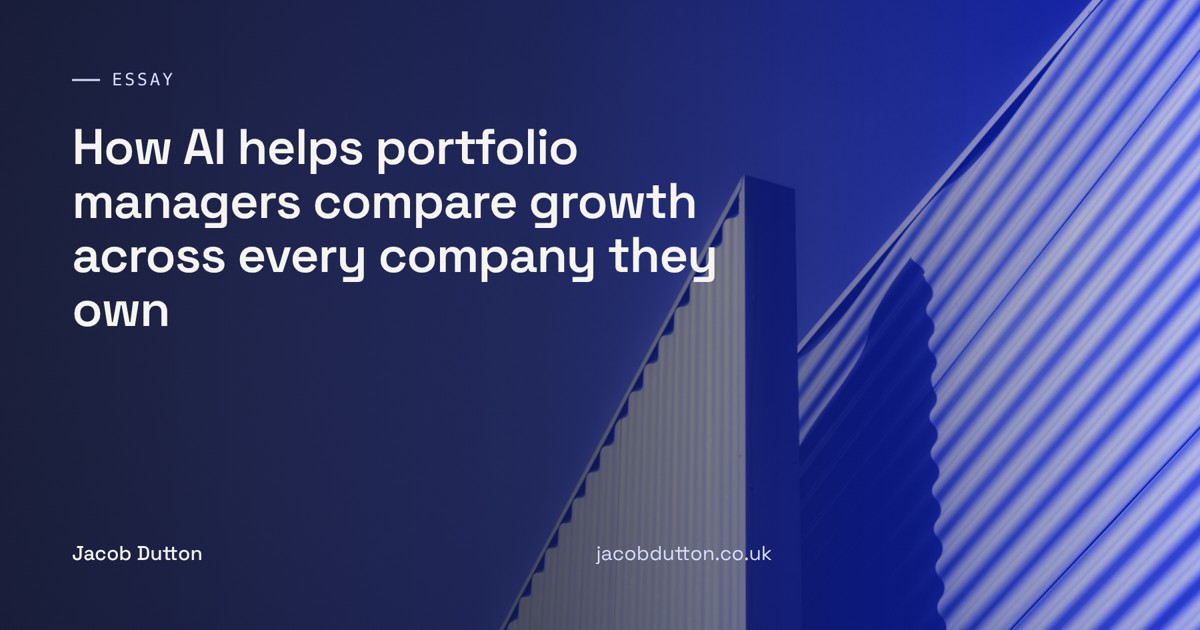 ESSAY
How AI helps portfolio
managers compare growth
across every company they
own
Jacob Dutton
jacobdutton.co.uk